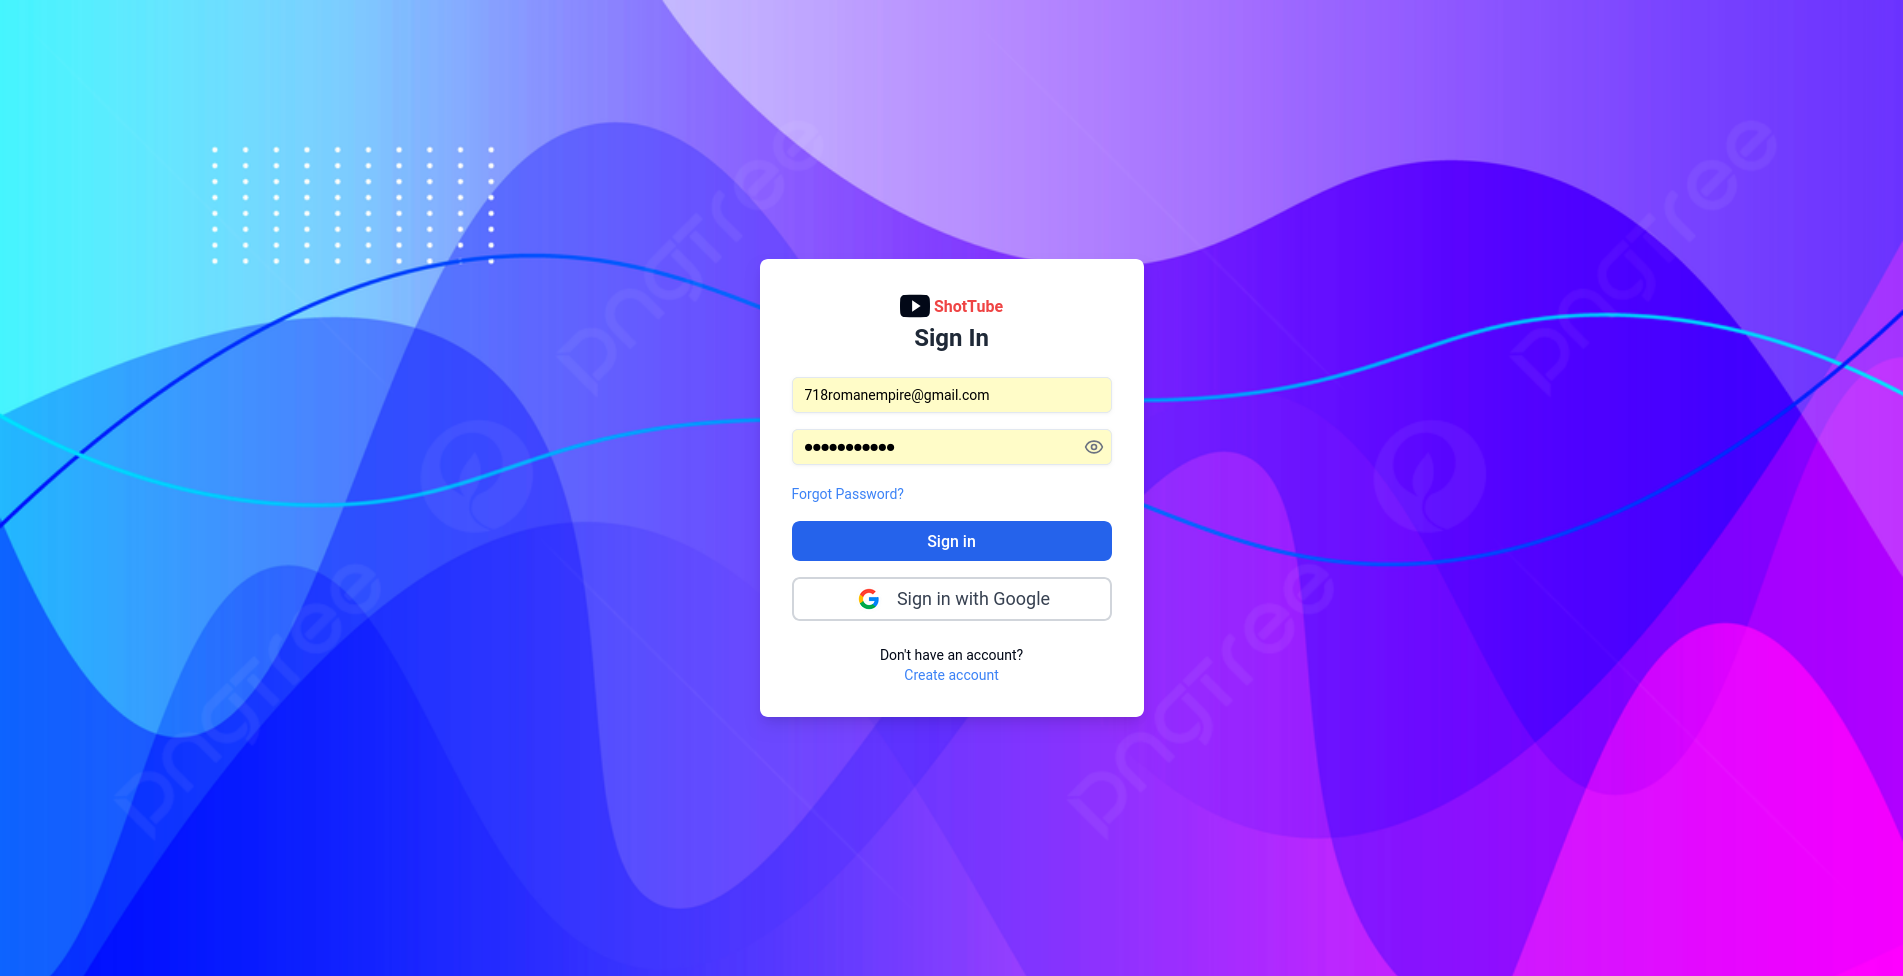 ShotTube
Sign In
718romanempire@gmail.com
•••••••••••
Forgot Password?
Sign in
Sign in with Google
Don't have an account?
Create account
pngtree
pngtree
pngtree
pngtree